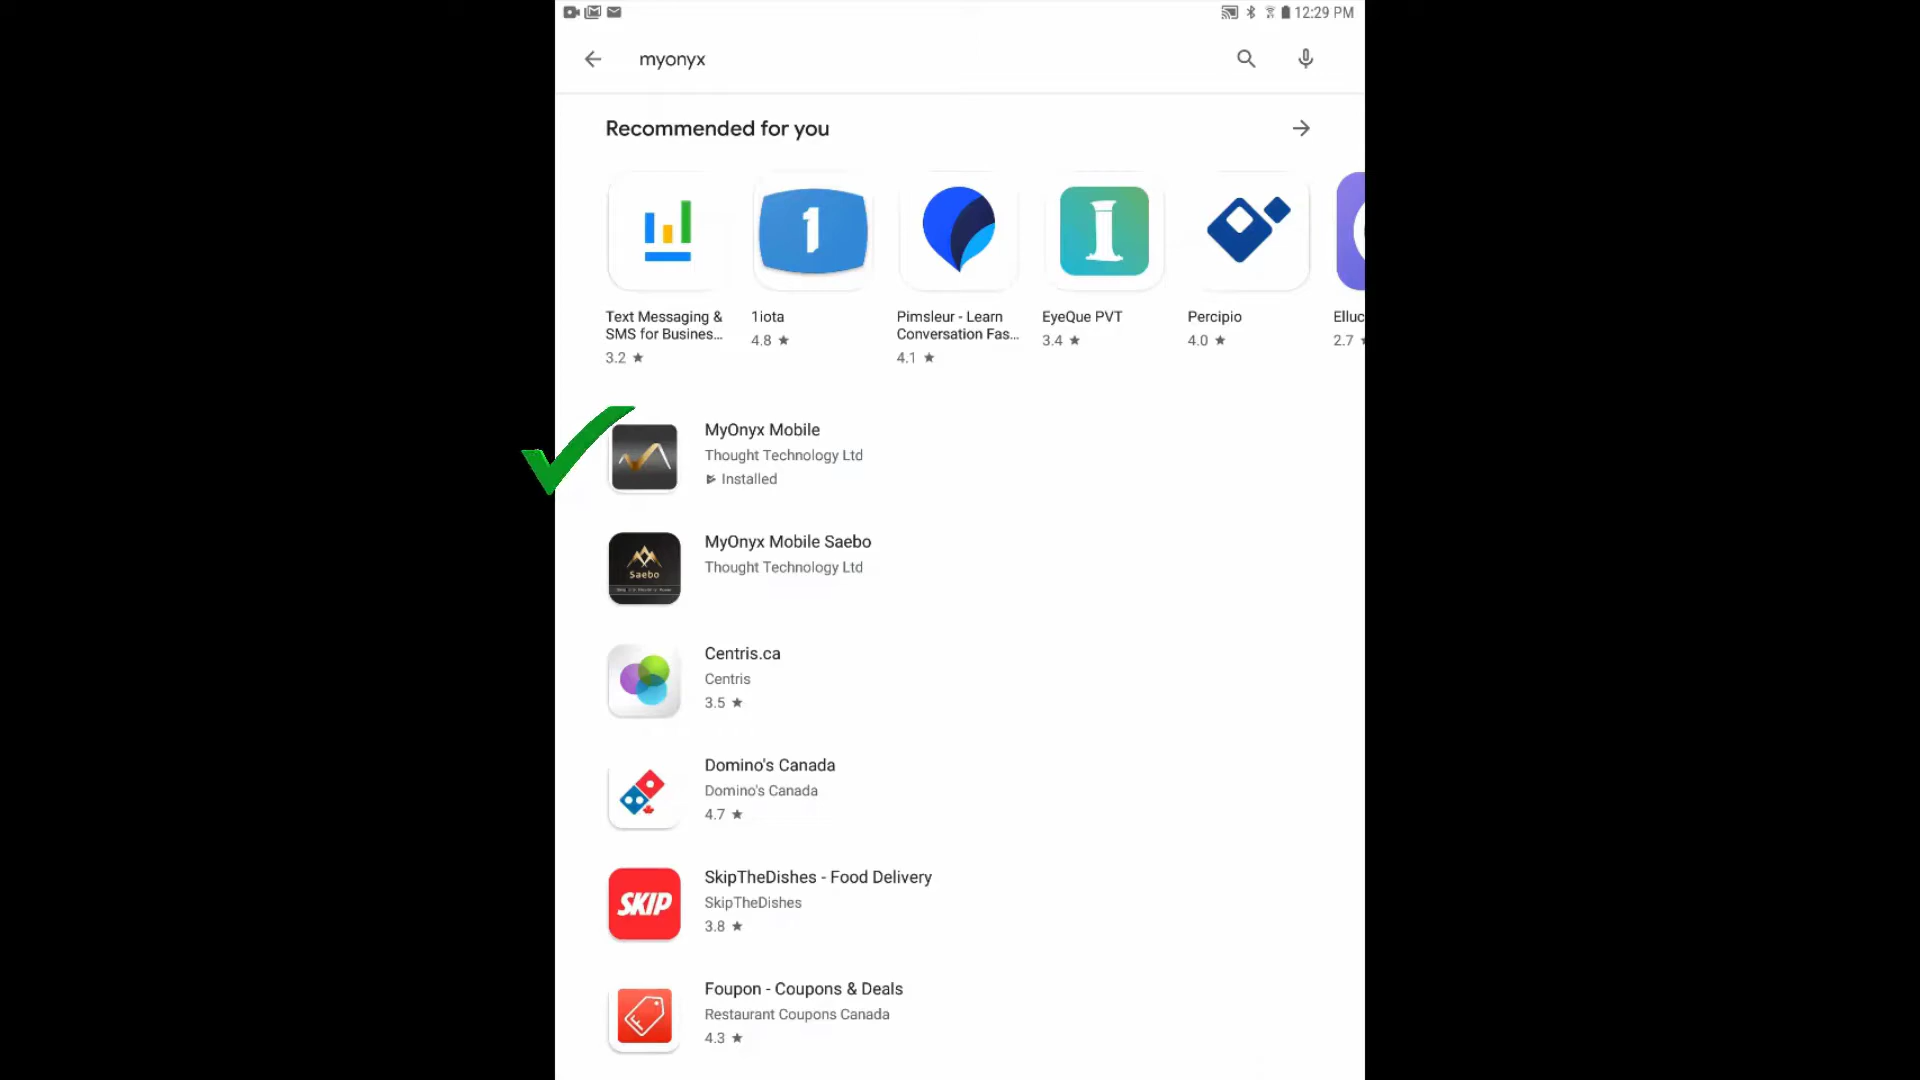 12:29 PM
myonyx
Recommended for you
1
Text Messaging &
SMS for Busines...
3.2 ★
1iota
4.8 ★
Pimsleur - Learn
Conversation Fas...
4.1 ★
EyeQue PVT
3.4 ★
Percipio
4.0 ★
Elluc
2.7
MyOnyx Mobile
Thought Technology Ltd
Installed
Saebo
MyOnyx Mobile Saebo
Thought Technology Ltd
Centris.ca
Centris
3.5 ★
Domino's Canada
Domino's Canada
4.7 ★
SKIP
SkipTheDishes - Food Delivery
SkipTheDishes
3.8 ★
Foupon - Coupons & Deals
Restaurant Coupons Canada
4.3 ★